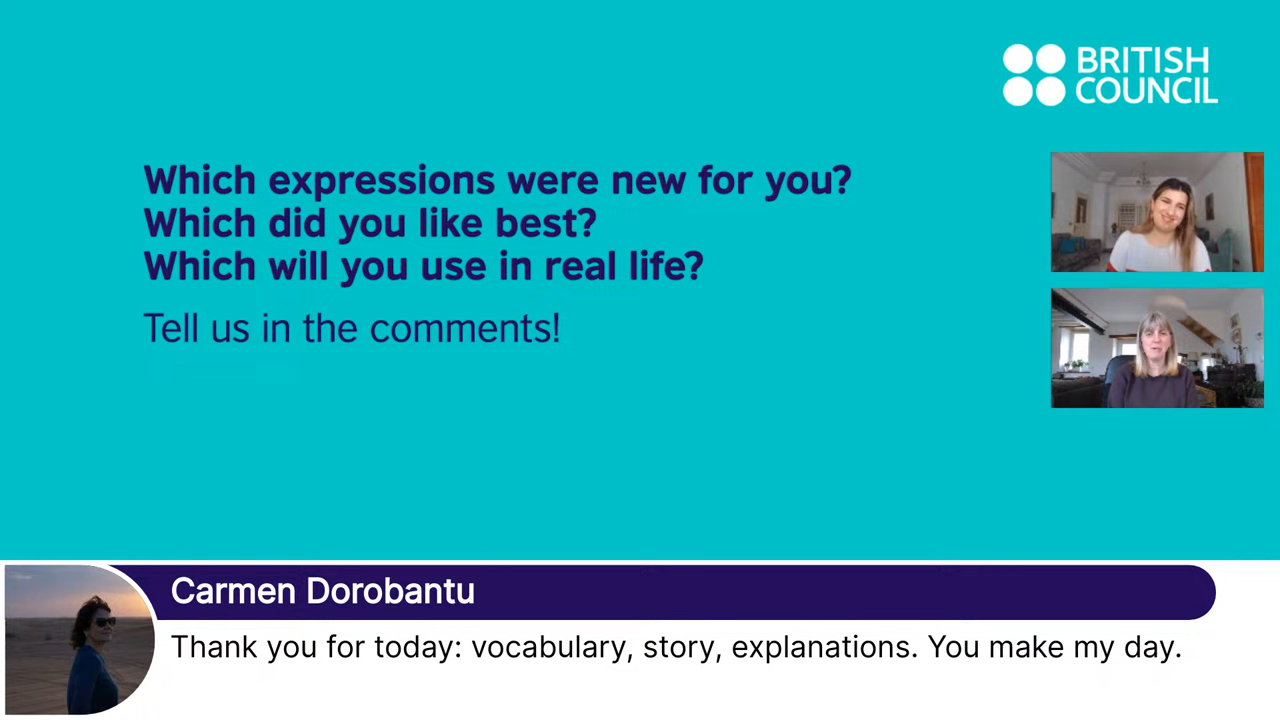 BRITISH
COUNCIL
Which expressions were new for you?
Which did you like best?
Which will you use in real life?
Tell us in the comments!
Carmen Dorobantu
Thank you for today: vocabulary, story, explanations. You make my day.